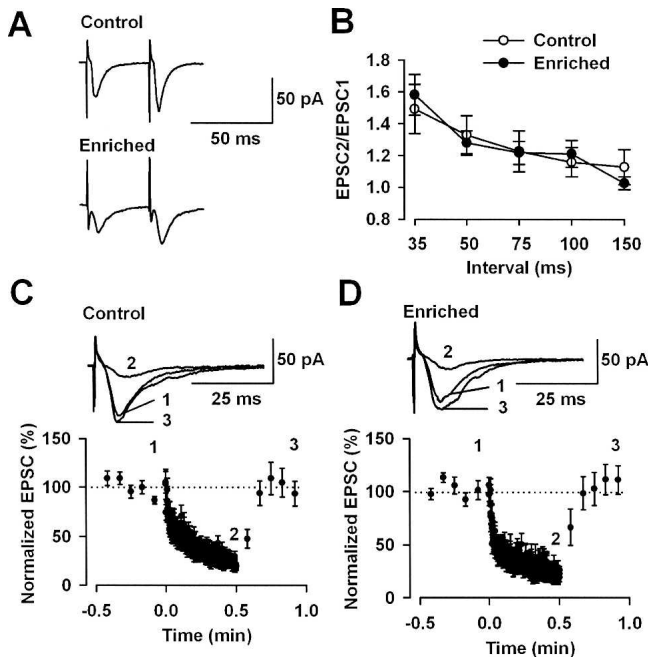 A
Control
50 pA
50 ms
Enriched
B
Control
Enriched
EPSC2/EPSC1
1.8
1.6
1.4
1.2
1.0
0.8
35 50 75 100 150
Interval (ms)
C
Control
2
50 pA
25 ms
1
3
Normalized EPSC (%)
150
100
50
0
1
3
2
-0.5 0.0 0.5 1.0
Time (min)
D
Enriched
2
50 pA
25 ms
1
3
Normalized EPSC (%)
150
100
50
0
1
3
2
-0.5 0.0 0.5 1.0
Time (min)